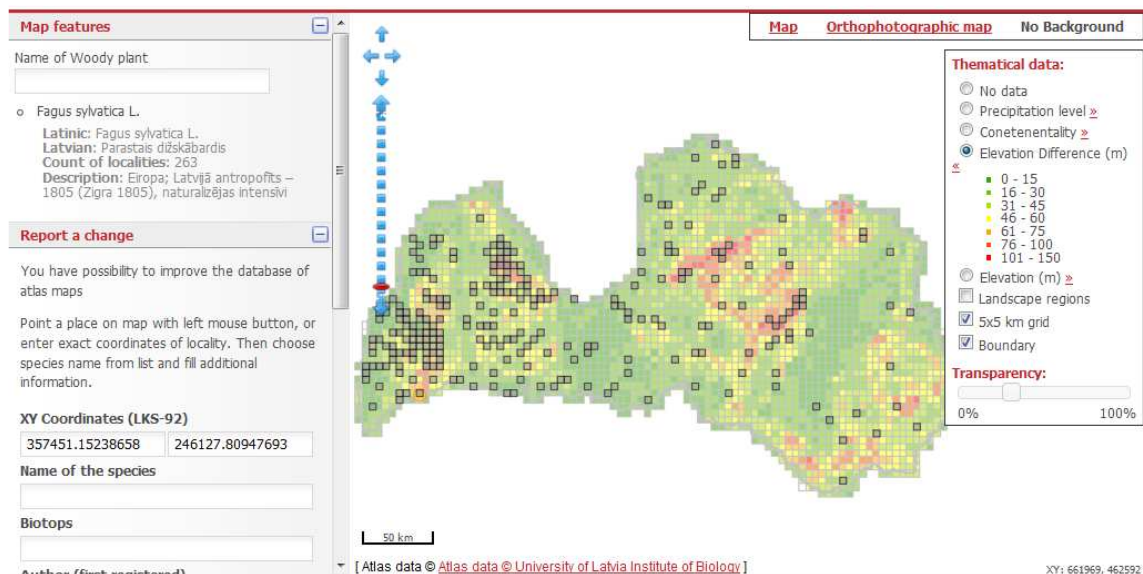 Map features
Name of Woody plant
Fagus sylvatica L.
Latinic: Fagus sylvatica L.
Latvian: Parastais dižskābardis
Count of localities: 263
Description: Eiropa; Latvijā antropofīts –
1805 (Zigra 1805), naturalizējas intensīvi
Report a change
You have possibility to improve the database of
atlas maps
Point a place on map with left mouse button, or
enter exact coordinates of locality. Then choose
species name from list and fill additional
information.
XY Coordinates (LKS-92)
357451.15238658 246127.80947693
Name of the species
Biotops
Author (first registered)
Map Orthophotographic map No Background
Thematical data:
No data
Precipitation level »
Conetenentality »
Elevation Difference (m)
«
0 - 15
16 - 30
31 - 45
46 - 60
61 - 75
76 - 100
101 - 150
Elevation (m) »
Landscape regions
5x5 km grid
Boundary
Transparency:
0% 100%
50 km
[ Atlas data © Atlas data © University of Latvia Institute of Biology ]
XY: 661969, 462592